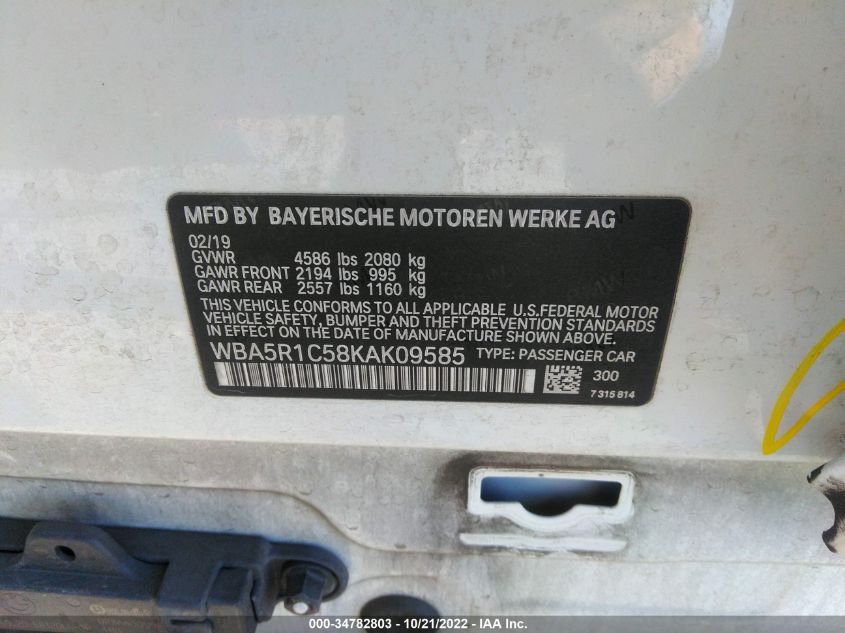 MFD BY BAYERISCHE MOTOREN WERKE AG
02/19
GVWR 4586 lbs 2080 kg
GAWR FRONT 2194 lbs 995 kg
GAWR REAR 2557 lbs 1160 kg
THIS VEHICLE CONFORMS TO ALL APPLICABLE U.S.FEDERAL MOTOR
VEHICLE SAFETY, BUMPER AND THEFT PREVENTION STANDARDS
IN EFFECT ON THE DATE OF MANUFACTURE SHOWN ABOVE.
WBA5R1C58KAK09585 TYPE: PASSENGER CAR
300
7 315 814
000-34782803 - 10/21/2022 - IAA Inc.